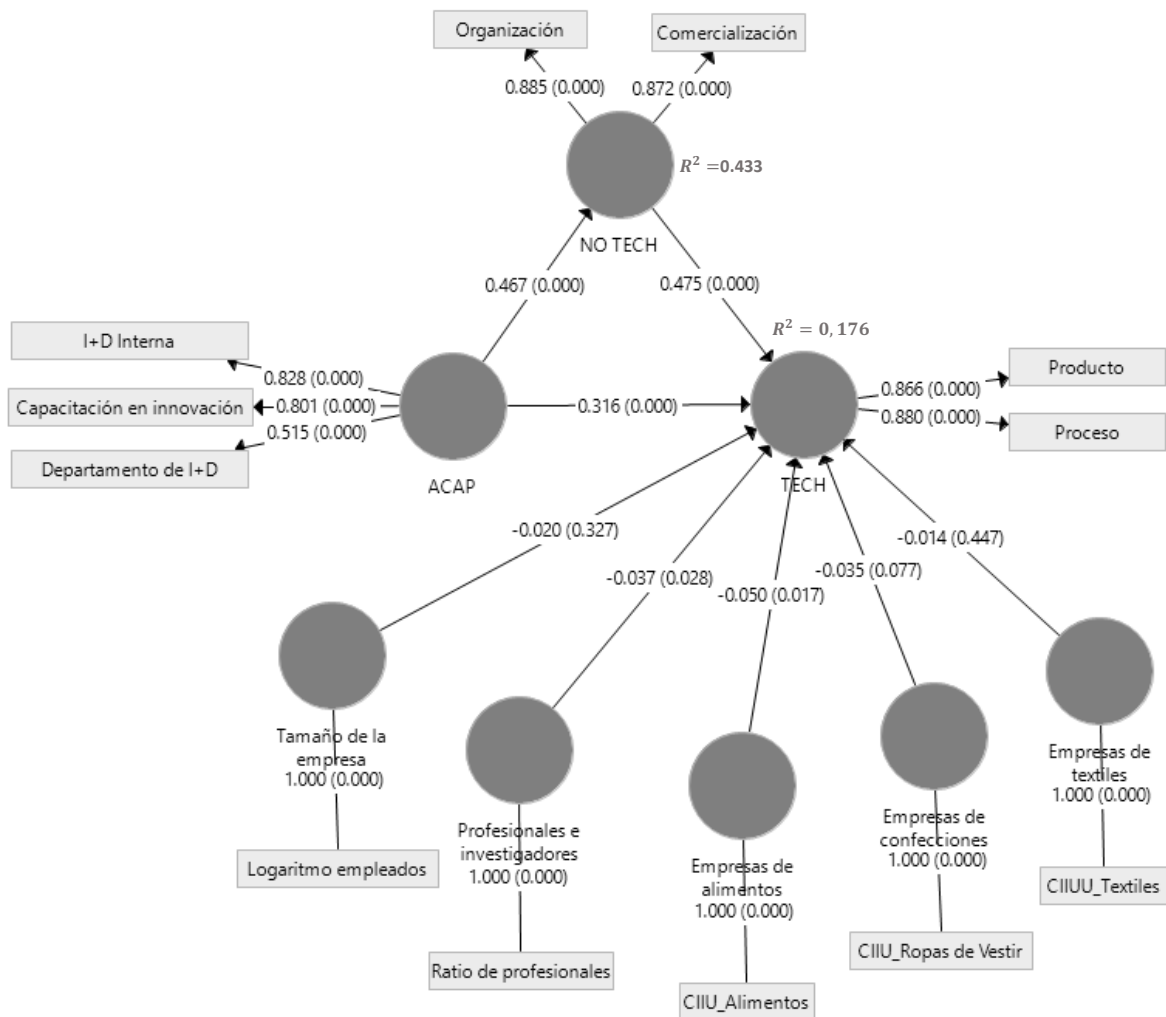 Organización
Comercialización
0.885 (0.000)
0.872 (0.000)
R² =0.433
NO TECH
0.467 (0.000)
0.475 (0.000)
R² = 0,176
I+D Interna
0.828 (0.000)
Capacitación en innovación
0.801 (0.000)
0.515 (0.000)
Departamento de I+D
ACAP
0.316 (0.000)
TECH
0.866 (0.000)
Producto
0.880 (0.000)
Proceso
-0.020 (0.327)
-0.037 (0.028)
-0.050 (0.017)
-0.035 (0.077)
-0.014 (0.447)
Tamaño de la
empresa
1.000 (0.000)
Logaritmo empleados
Profesionales e
investigadores
1.000 (0.000)
Ratio de profesionales
Empresas de
alimentos
1.000 (0.000)
CIIU_Alimentos
Empresas de
confecciones
1.000 (0.000)
CIIU_Ropas de Vestir
Empresas de
textiles
1.000 (0.000)
CIIUU_Textiles